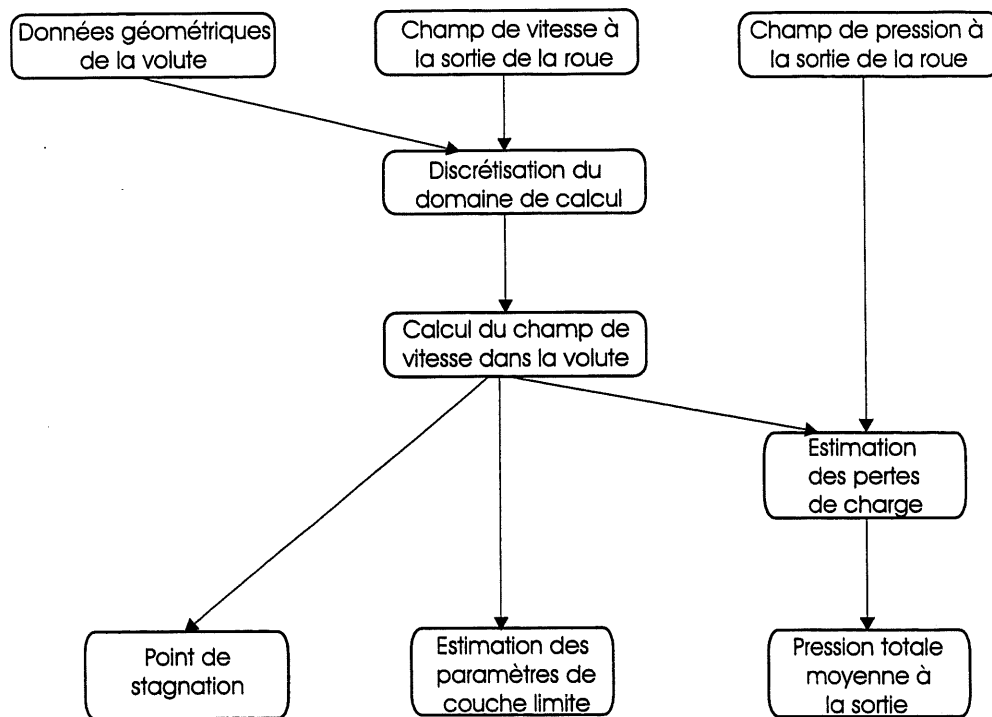 Données géométriques
de la volute
Champ de vitesse à
la sortie de la roue
Champ de pression à
la sortie de la roue
Discrétisation du
domaine de calcul
Calcul du champ de
vitesse dans la volute
Estimation
des pertes
de charge
Point de
stagnation
Estimation des
paramètres de
couche limite
Pression totale
moyenne à
la sortie